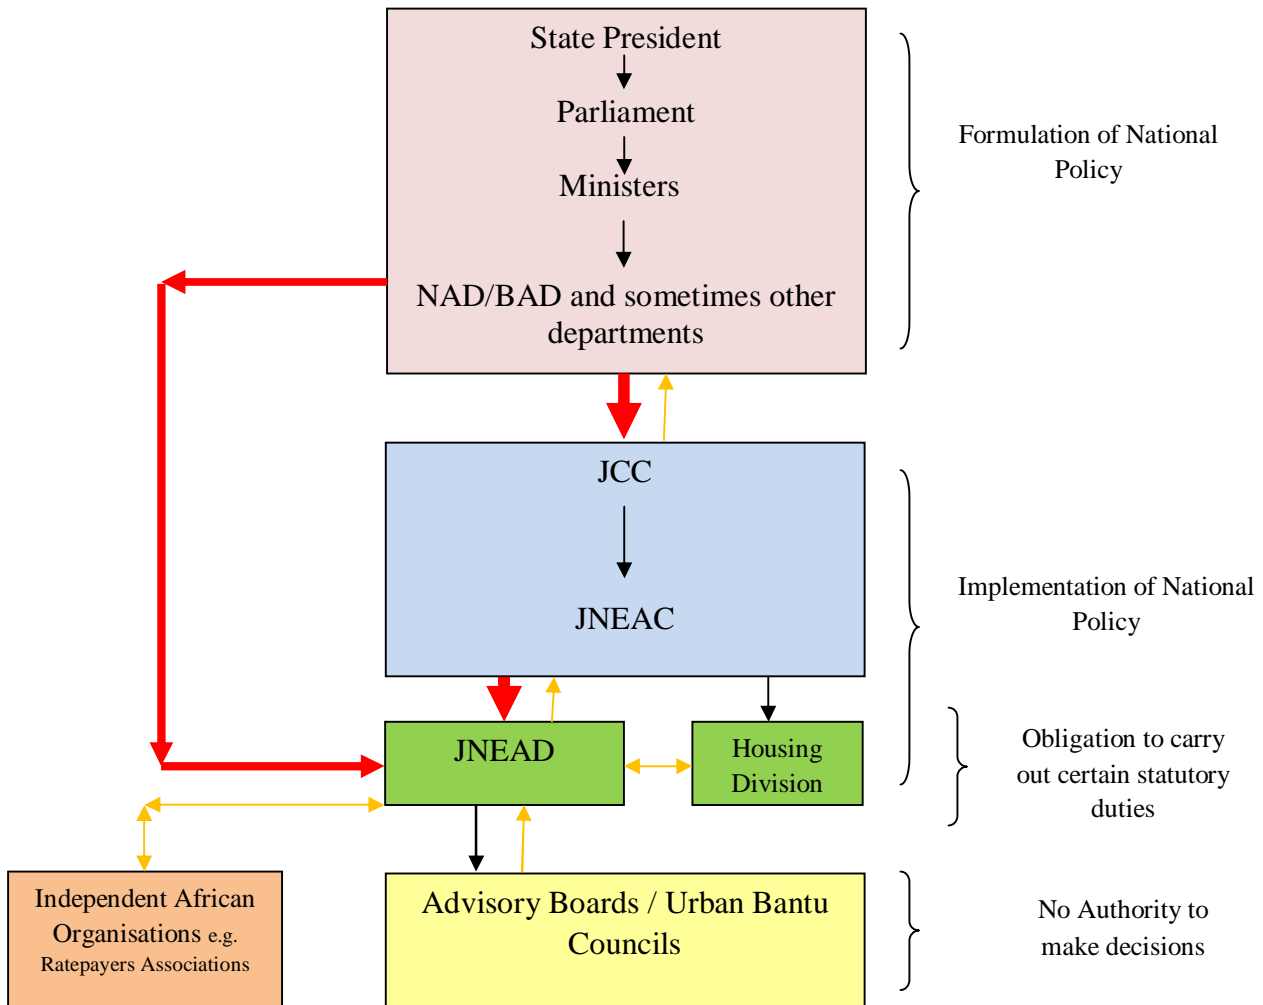 State President
Parliament
Ministers
NAD/BAD and sometimes other
departments
Formulation of National
Policy
JCC
JNEAC
Implementation of National
Policy
JNEAD
Housing
Division
Obligation to carry
out certain statutory
duties
Independent African
Organisations e.g.
Ratepayers Associations
Advisory Boards / Urban Bantu
Councils
No Authority to
make decisions